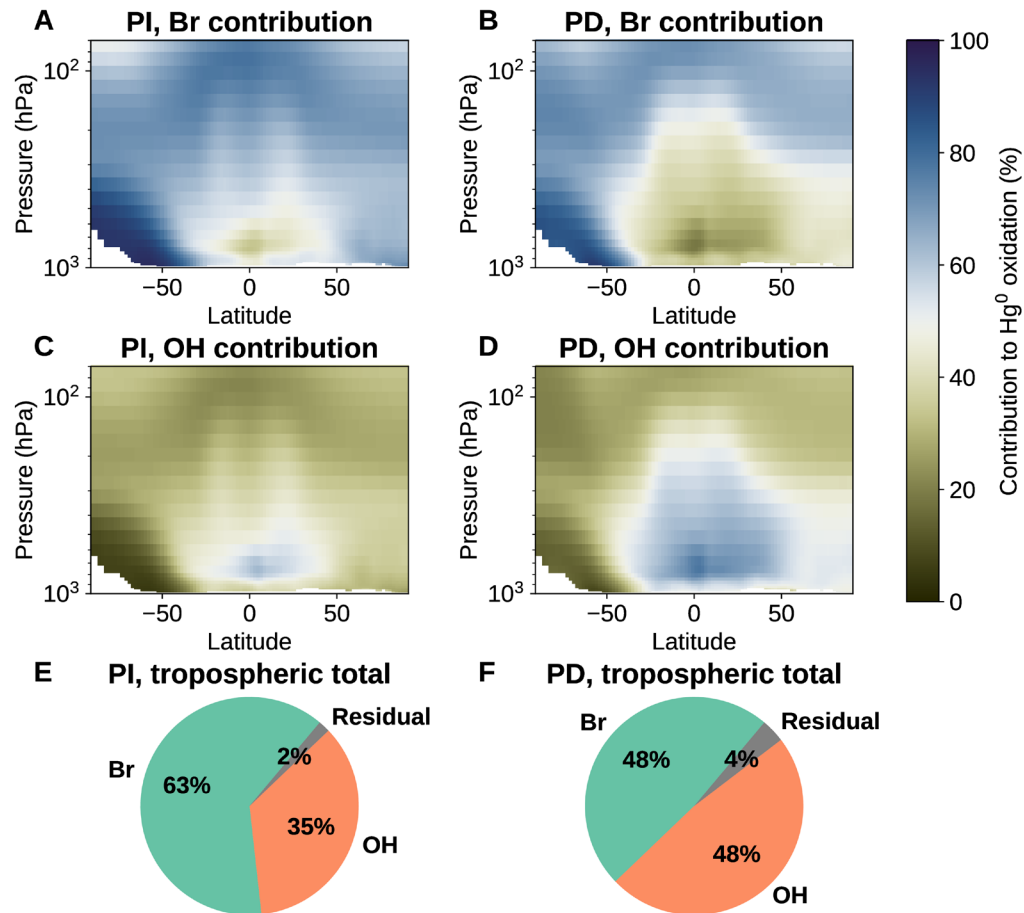 A PI, Br contribution
10²
10³
Pressure (hPa)
−50 0 50
Latitude
B PD, Br contribution
10²
10³
Pressure (hPa)
−50 0 50
Latitude
C PI, OH contribution
10²
10³
Pressure (hPa)
−50 0 50
Latitude
D PD, OH contribution
10²
10³
Pressure (hPa)
−50 0 50
Latitude
100
80
60
40
20
0
Contribution to Hg⁰ oxidation (%)
E PI, tropospheric total
Residual
2%
Br
63%
35%
OH
F PD, tropospheric total
Residual
Br
48%
4%
48%
OH